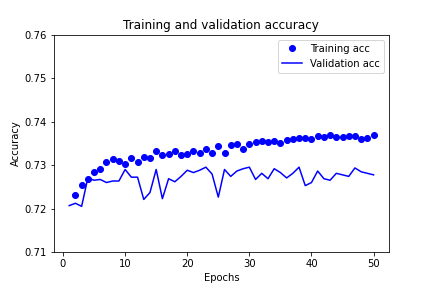 Training and validation accuracy
0.76
0.75
0.74
0.73
0.72
0.71
Accuracy
Training acc
Validation acc
0
10
20
30
40
50
Epochs